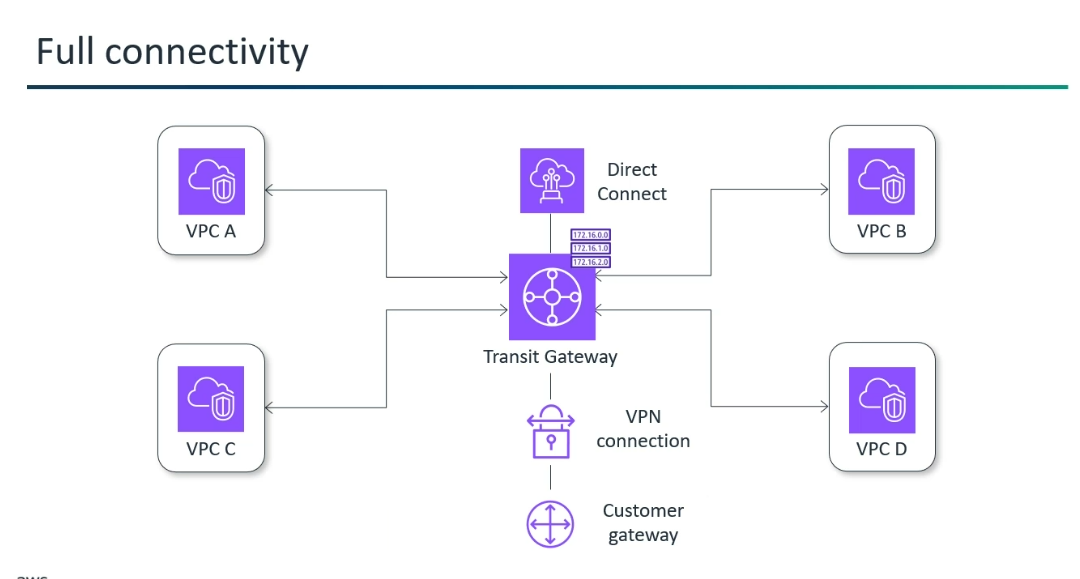 Full connectivity
VPC A
Direct
Connect
VPC B
172.16.0.0
172.16.1.0
172.16.2.0
Transit Gateway
VPC C
VPN
connection
VPC D
Customer
gateway
aws